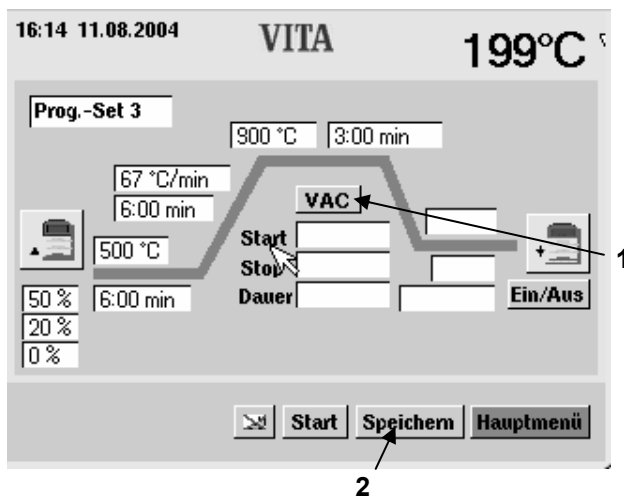 16:14 11.08.2004 VITA 199°C
Prog.-Set 3
900 °C 3:00 min
67 °C/min
6:00 min
VAC
Start
500 °C
Stop
1
50 % 6:00 min Dauer Ein/Aus
20 %
0 %
Start Speichern Hauptmenü
2